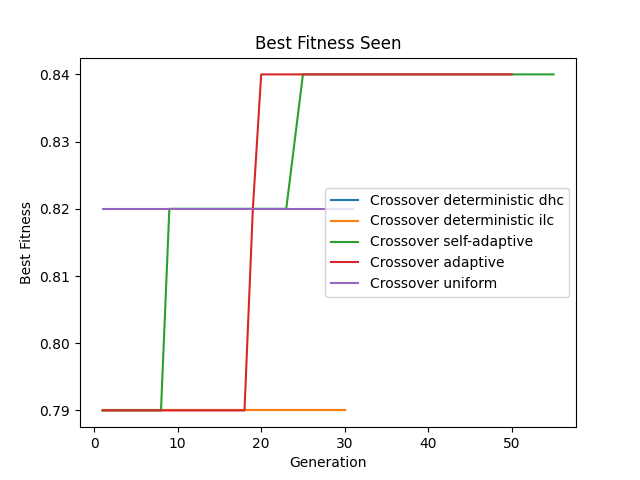 Best Fitness Seen
Best Fitness
0.84
0.83
0.82
0.81
0.80
0.79
Crossover deterministic dhc
Crossover deterministic ilc
Crossover self-adaptive
Crossover adaptive
Crossover uniform
0 10 20 30 40 50
Generation